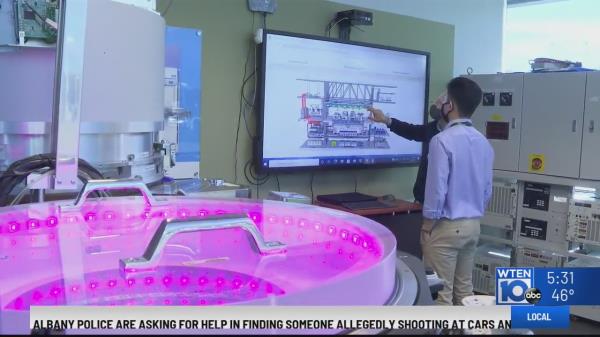 WTEN
10
abc
5:31
46°
LOCAL
ALBANY POLICE ARE ASKING FOR HELP IN FINDING SOMEONE ALLEGEDLY SHOOTING AT CARS AN